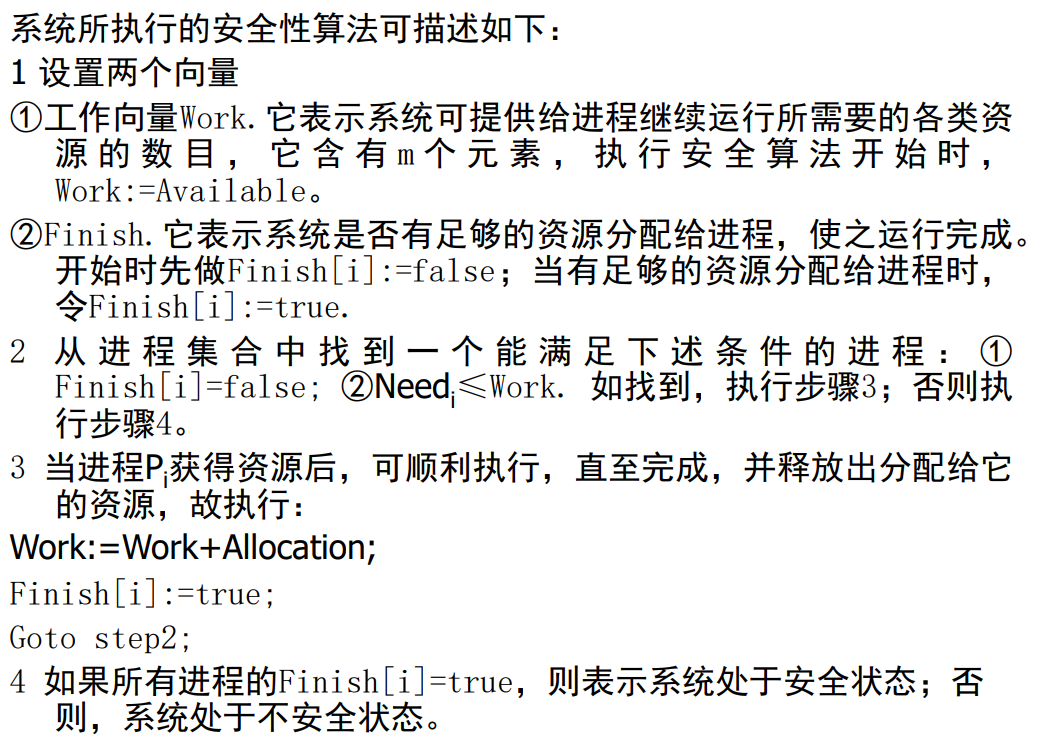 系统所执行的安全性算法可描述如下：
1 设置两个向量
①工作向量Work.它表示系统可提供给进程继续运行所需要的各类资
源的数目，它含有m个元素，执行安全算法开始时，
Work:=Available。
②Finish.它表示系统是否有足够的资源分配给进程，使之运行完成。
开始时先做Finish[i]:=false；当有足够的资源分配给进程时，
令Finish[i]:=true.
2 从进程集合中找到一个能满足下述条件的进程：①
Finish[i]=false; ②Needi≤Work. 如找到，执行步骤3；否则执
行步骤4。
3 当进程Pi获得资源后，可顺利执行，直至完成，并释放出分配给它
的资源，故执行：
Work:=Work+Allocation;
Finish[i]:=true;
Goto step2;
4 如果所有进程的Finish[i]=true，则表示系统处于安全状态；否
则，系统处于不安全状态。